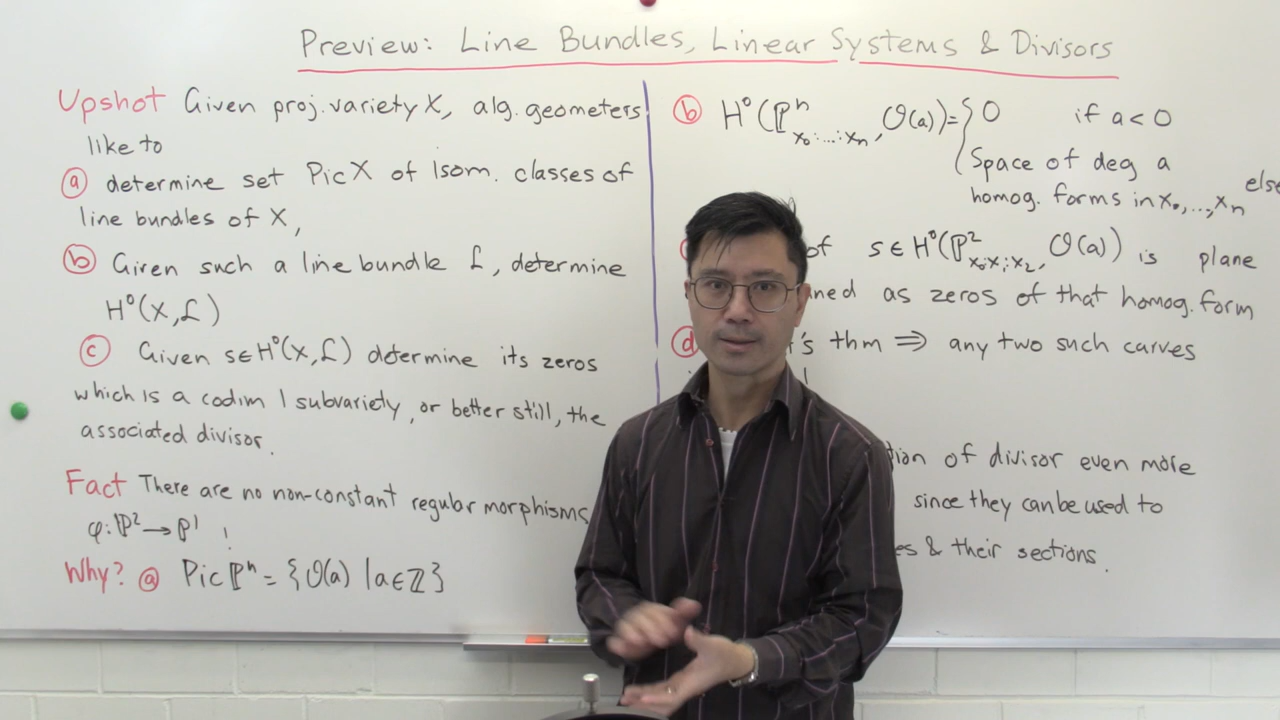 Preview: Line Bundles, Linear Systems & Divisors
Upshot Given proj. variety X, alg. geometers
like to
(a) determine set Pic X of isom. classes of
line bundles of X,
(b) Given such a line bundle ℒ, determine
H⁰(X,ℒ)
(c) Given s∈H⁰(X,ℒ) determine its zeros
which is a codim 1 subvariety, or better still, the
associated divisor.
Fact There are no non-constant regular morphisms
φ: ℙ² → ℙ¹ !
Why? (a) Pic ℙⁿ = {𝒪(a) | a∈ℤ}
(b) H⁰(ℙⁿ_{x₀:...:xₙ}, 𝒪(a)) = { 0 if a < 0
Space of deg a
homog. forms in x₀,...,xₙ else
of s∈H⁰(ℙ²_{x₀:x₁:x₂}, 𝒪(a)) is plane
as zeros of that homog. form
(d) thm ⇒ any two such curves
of divisor even more
since they can be used to
& their sections.